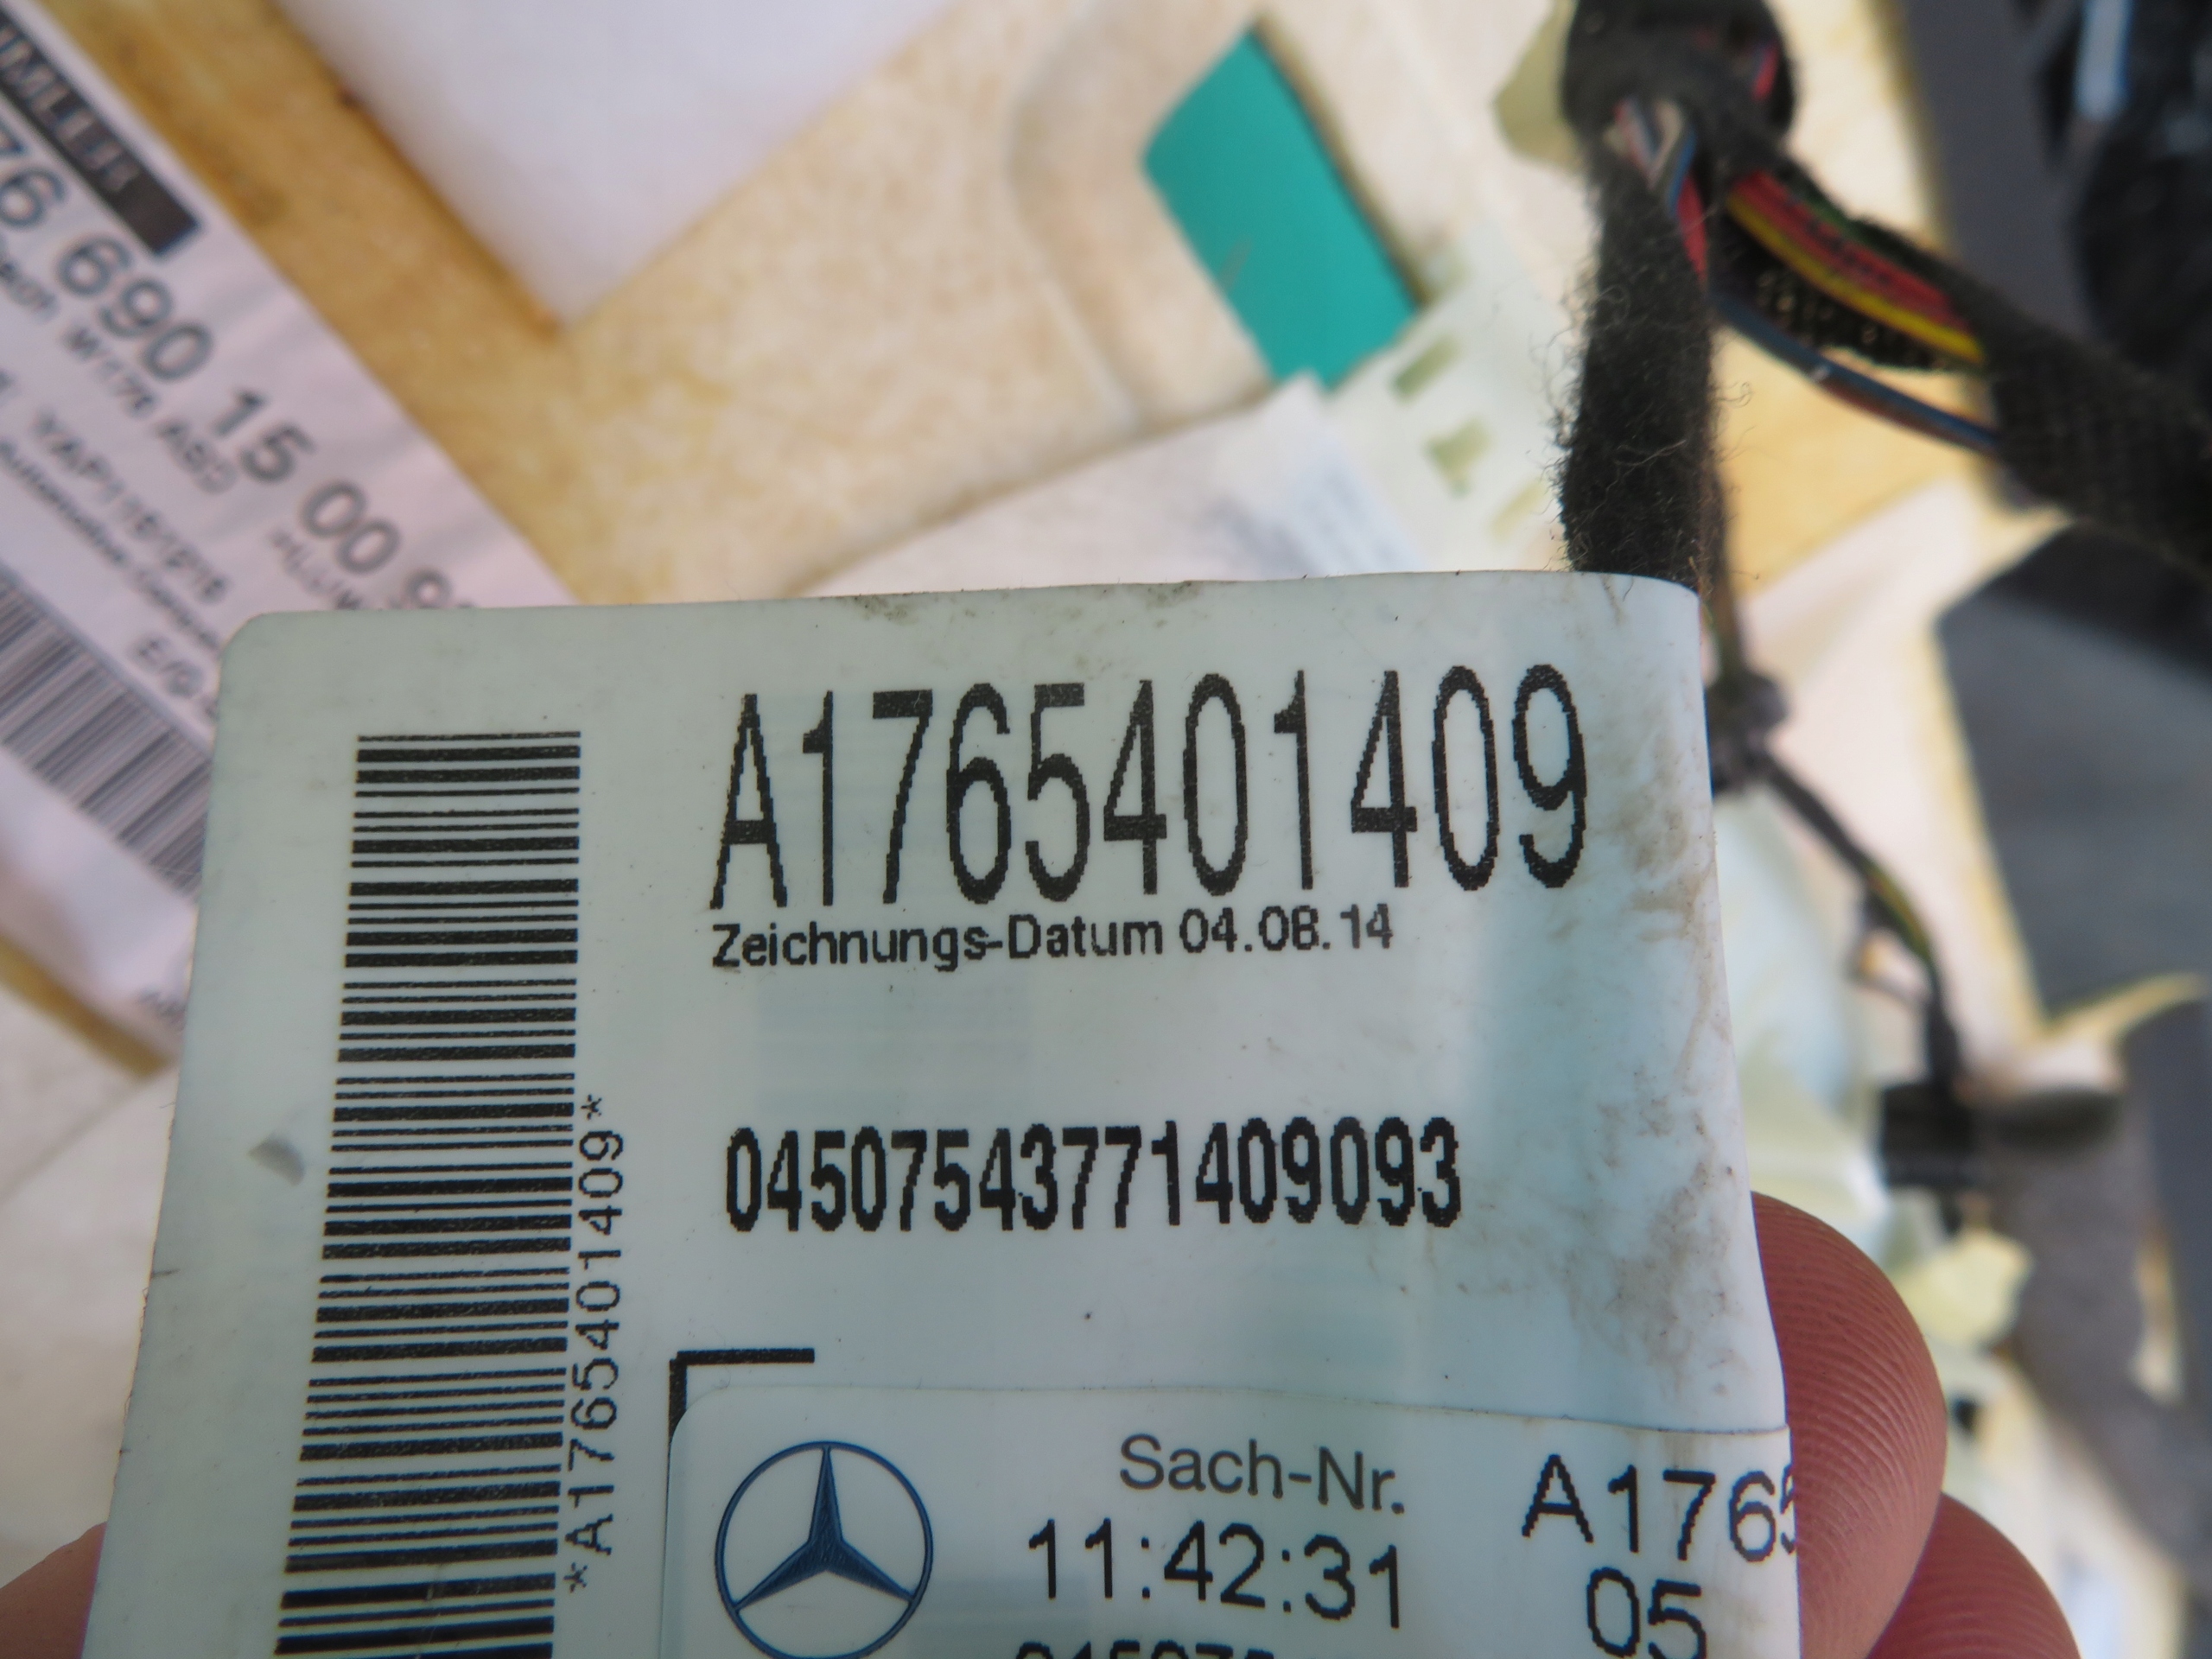 76 690 15 00 9
A1765401409
Zeichnungs-Datum 04.08.14
04507543771409093
*A1765401409*
Sach-Nr.
A1765
11:42:31
05